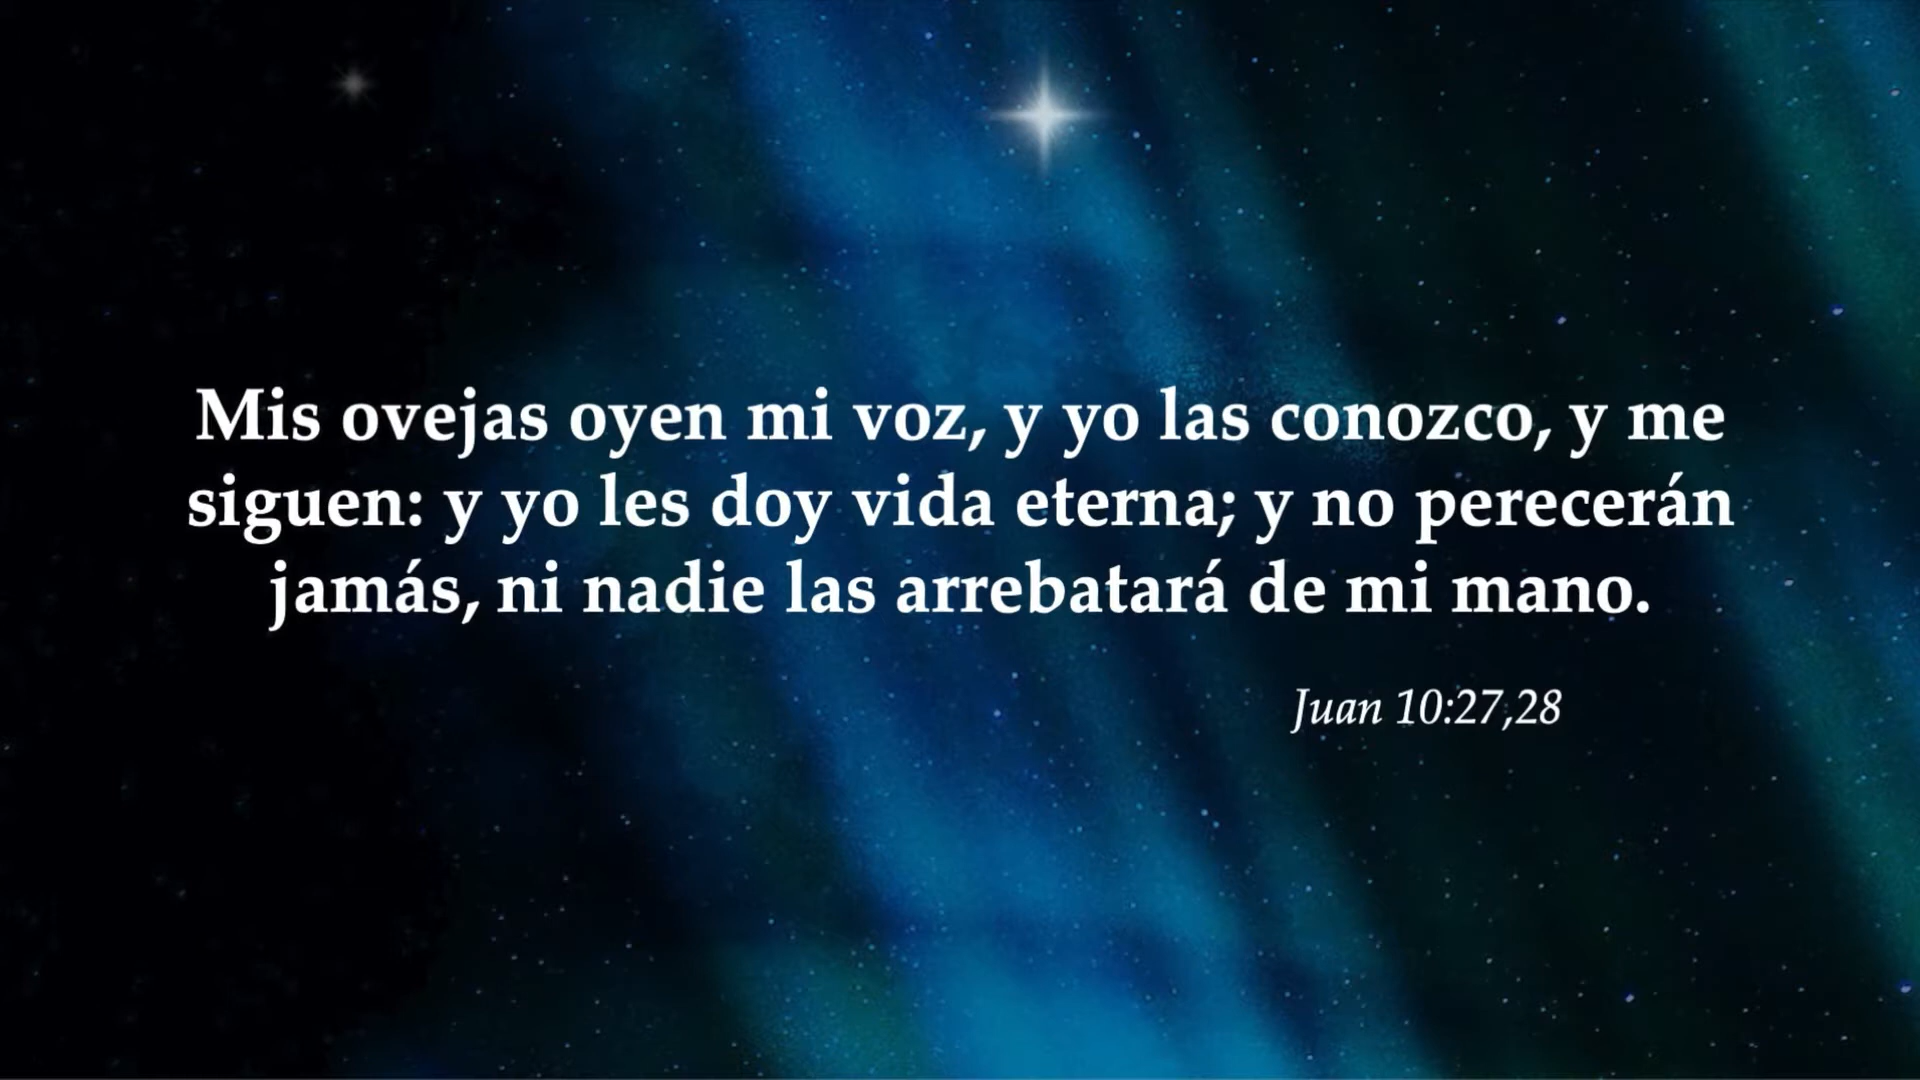 Mis ovejas oyen mi voz, y yo las conozco, y me
siguen: y yo les doy vida eterna; y no perecerán
jamás, ni nadie las arrebatará de mi mano.
Juan 10:27,28